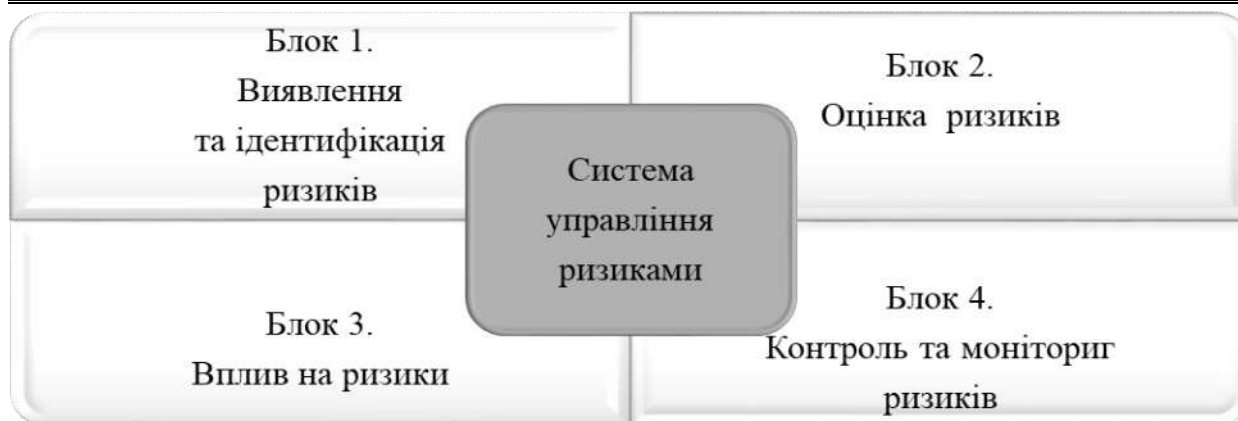 Блок 1.
Виявлення
та ідентифікація
ризиків
Блок 2.
Оцінка ризиків
Система
управління
ризиками
Блок 3.
Вплив на ризики
Блок 4.
Контроль та моніториг
ризиків